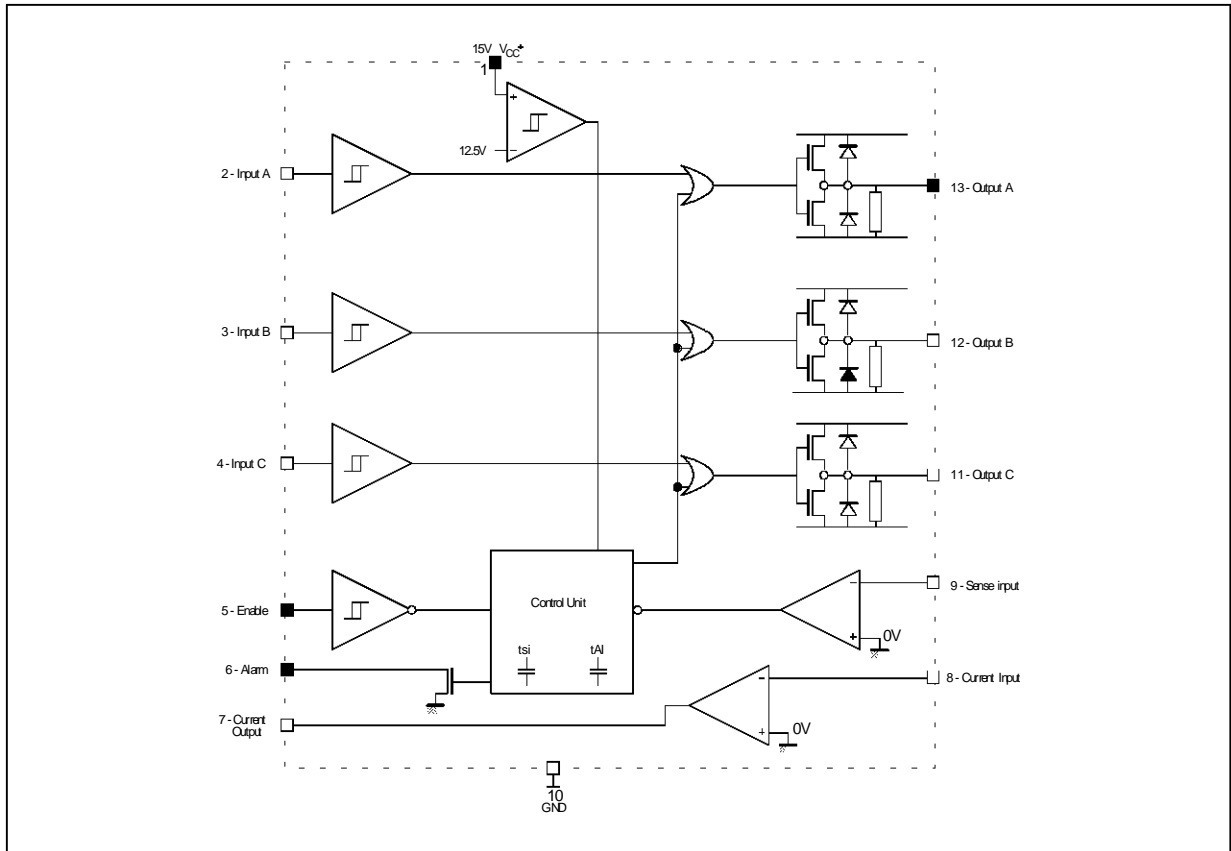 15V VCC+
1
+
12.5V
−
2 - Input A
13 - Output A
3 - Input B
12 - Output B
4 - Input C
11 - Output C
9 - Sense input
−
+
0V
5 - Enable
Control Unit
tsi
tAl
6 - Alarm
8 - Current Input
−
+
0V
7 - Current
Output
10
GND